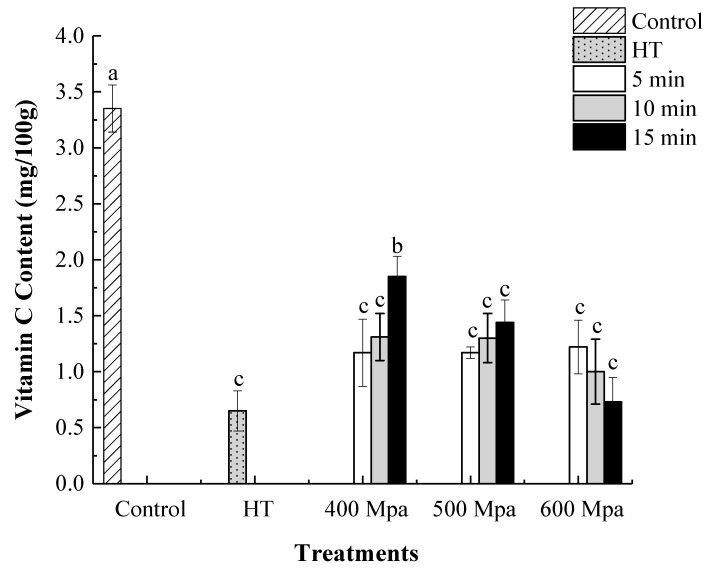 Control
HT
5 min
10 min
15 min
4.0
3.5
3.0
2.5
2.0
1.5
1.0
0.5
0.0
Vitamin C Content (mg/100g)
a
c
c
c
b
c
c
c
c
c
c
Control
HT
400 Mpa
500 Mpa
600 Mpa
Treatments